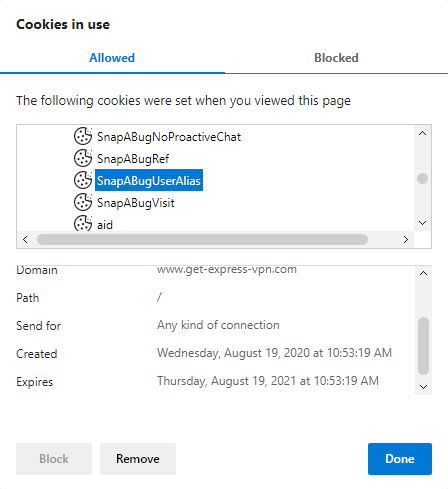 Cookies in use
Allowed
Blocked
The following cookies were set when you viewed this page
SnapABugNoProactiveChat
SnapABugRef
SnapABugUserAlias
SnapABugVisit
aid
Domain www.get-express-vpn.com
Path /
Send for Any kind of connection
Created Wednesday, August 19, 2020 at 10:53:19 AM
Expires Thursday, August 19, 2021 at 10:53:19 AM
Block
Remove
Done